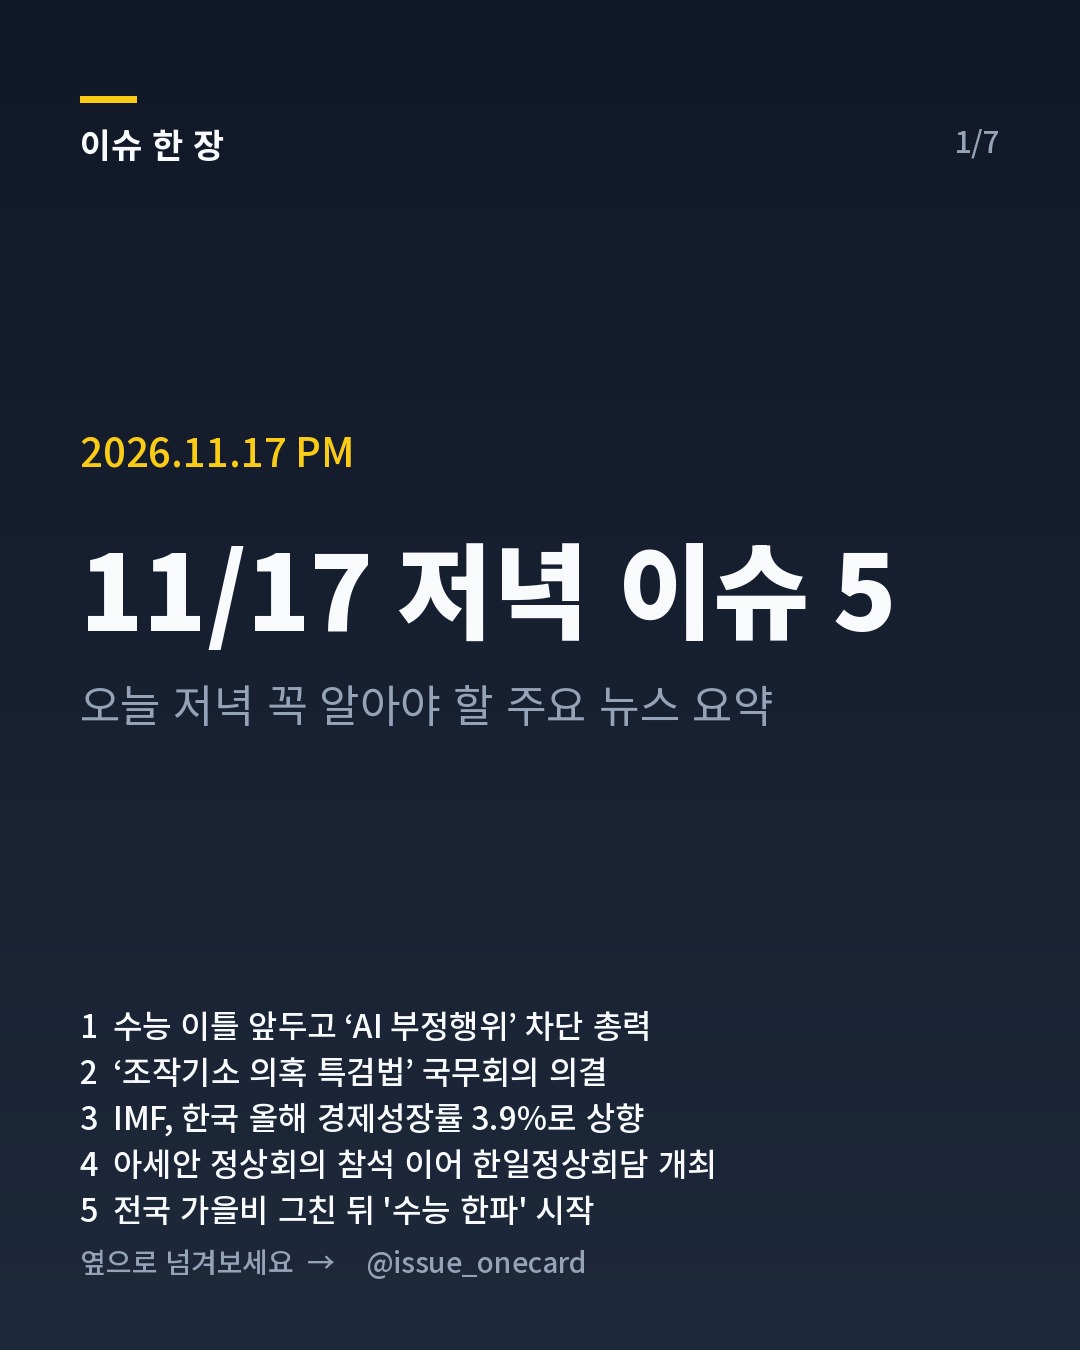 이슈 한 장
1/7
2026.11.17 PM
11/17 저녁 이슈 5
오늘 저녁 꼭 알아야 할 주요 뉴스 요약
1 수능 이틀 앞두고 ‘AI 부정행위’ 차단 총력
2 ‘조작기소 의혹 특검법’ 국무회의 의결
3 IMF, 한국 올해 경제성장률 3.9%로 상향
4 아세안 정상회의 참석 이어 한일정상회담 개최
5 전국 가을비 그친 뒤 '수능 한파' 시작
옆으로 넘겨보세요 → @issue_onecard